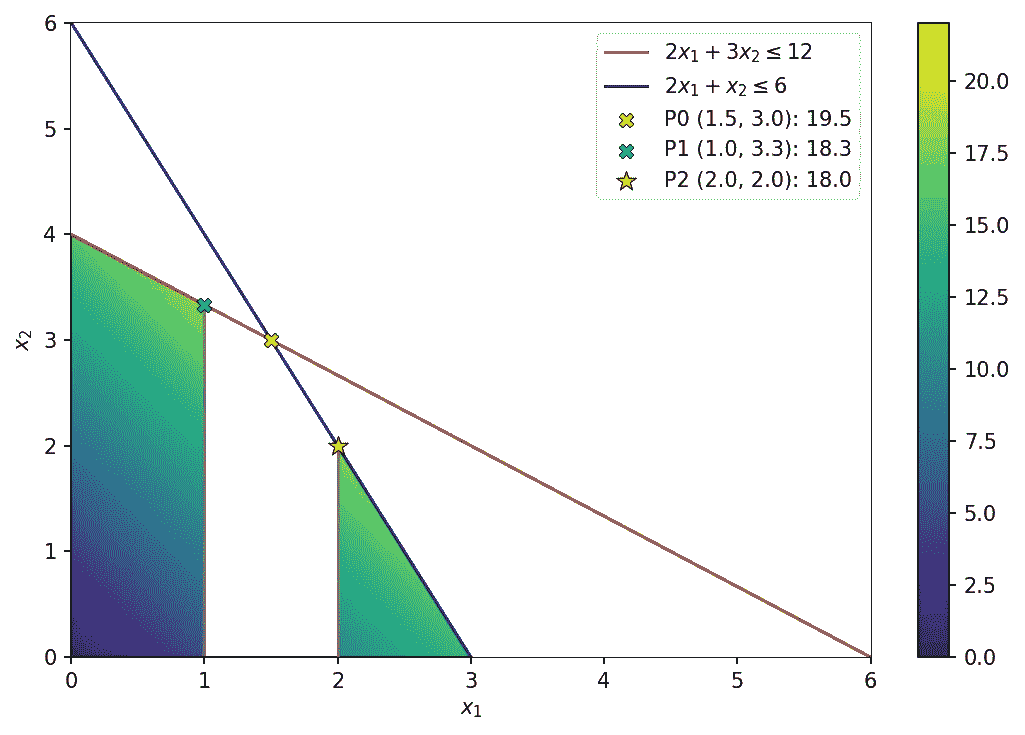 6
5
4
3
2
1
0
x₂
0 1 2 3 4 5 6
x₁
2x₁ + 3x₂ ≤ 12
2x₁ + x₂ ≤ 6
P0 (1.5, 3.0): 19.5
P1 (1.0, 3.3): 18.3
P2 (2.0, 2.0): 18.0
20.0
17.5
15.0
12.5
10.0
7.5
5.0
2.5
0.0